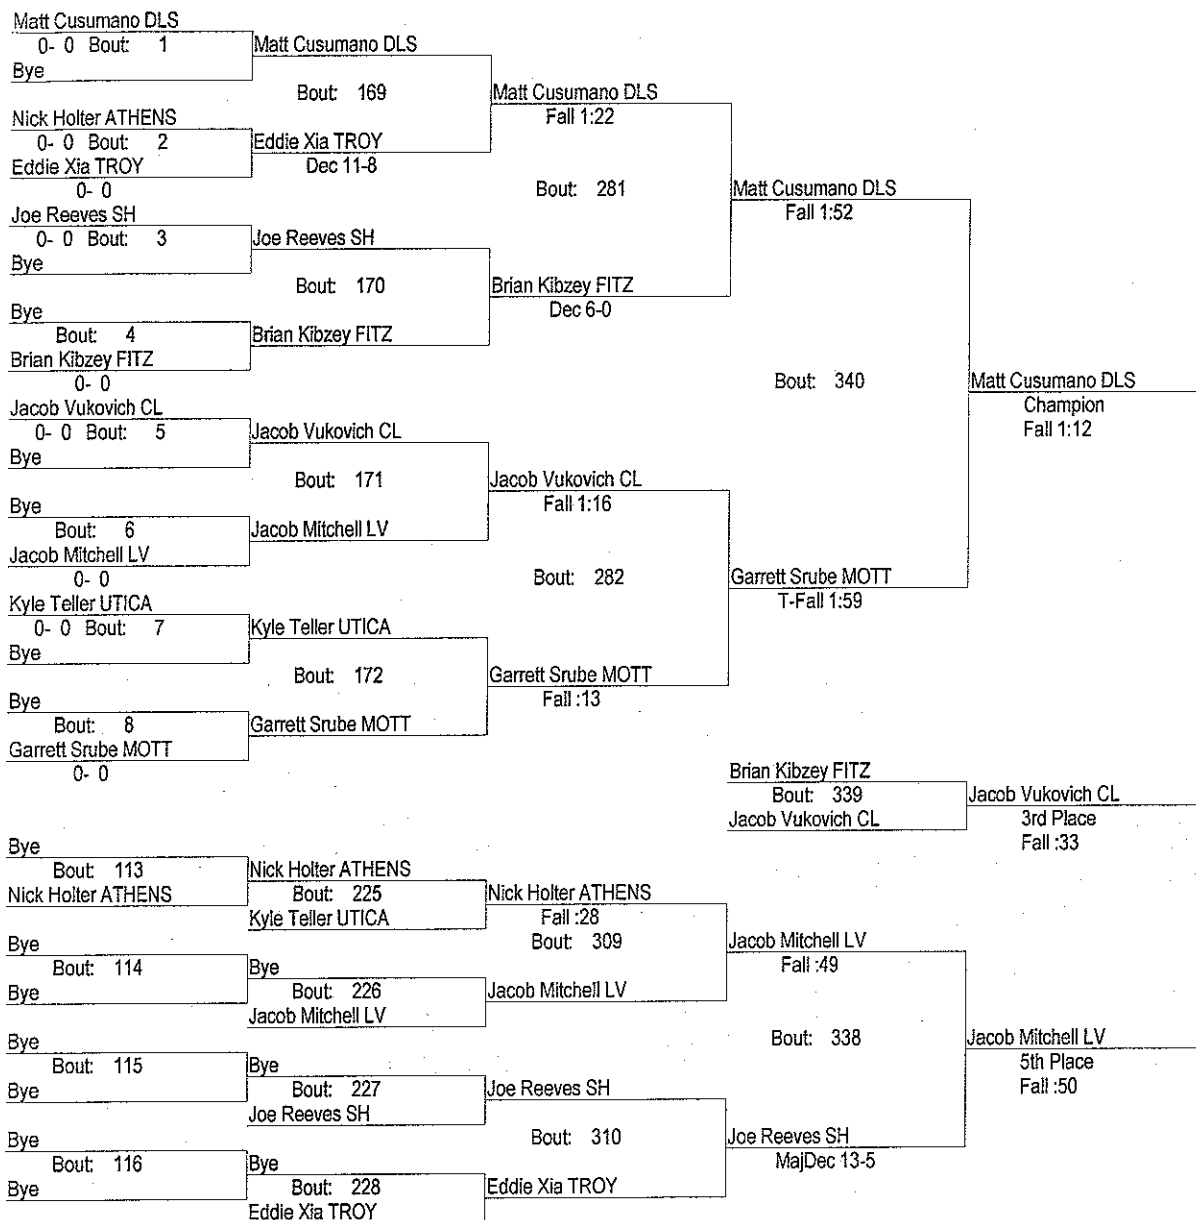 Matt Cusumano DLS
0- 0 Bout: 1
Bye
Matt Cusumano DLS
Bout: 169
Nick Holter ATHENS
0- 0 Bout: 2
Eddie Xia TROY
0- 0
Eddie Xia TROY
Dec 11-8
Matt Cusumano DLS
Fall 1:22
Bout: 281
Joe Reeves SH
0- 0 Bout: 3
Bye
Joe Reeves SH
Bout: 170
Bye
Bout: 4
Brian Kibzey FITZ
0- 0
Brian Kibzey FITZ
Brian Kibzey FITZ
Dec 6-0
Matt Cusumano DLS
Fall 1:52
Bout: 340
Jacob Vukovich CL
0- 0 Bout: 5
Bye
Jacob Vukovich CL
Bout: 171
Bye
Bout: 6
Jacob Mitchell LV
0- 0
Jacob Mitchell LV
Jacob Vukovich CL
Fall 1:16
Bout: 282
Kyle Teller UTICA
0- 0 Bout: 7
Bye
Kyle Teller UTICA
Bout: 172
Bye
Bout: 8
Garrett Srube MOTT
0- 0
Garrett Srube MOTT
Garrett Srube MOTT
Fall :13
Garrett Srube MOTT
T-Fall 1:59
Matt Cusumano DLS
Champion
Fall 1:12
Brian Kibzey FITZ
Bout: 339
Jacob Vukovich CL
Jacob Vukovich CL
3rd Place
Fall :33
Bye
Bout: 113
Nick Holter ATHENS
Nick Holter ATHENS
Bout: 225
Kyle Teller UTICA
Nick Holter ATHENS
Fall :28
Bout: 309
Bye
Bout: 114
Bye
Bye
Bout: 226
Jacob Mitchell LV
Jacob Mitchell LV
Jacob Mitchell LV
Fall :49
Bout: 338
Bye
Bout: 115
Bye
Bye
Bout: 227
Joe Reeves SH
Joe Reeves SH
Bout: 310
Bye
Bout: 116
Bye
Bye
Bout: 228
Eddie Xia TROY
Eddie Xia TROY
Joe Reeves SH
MajDec 13-5
Jacob Mitchell LV
5th Place
Fall :50